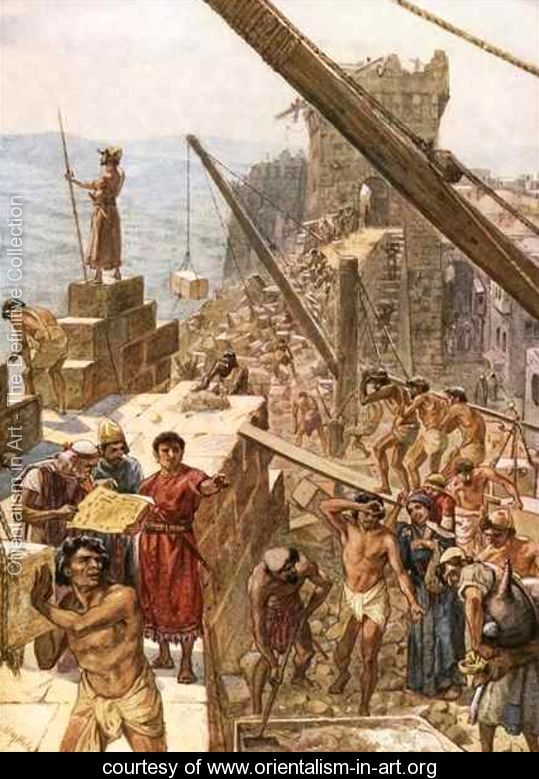 Orientalism in Art - The Definitive Collection
courtesy of www.orientalism-in-art.org